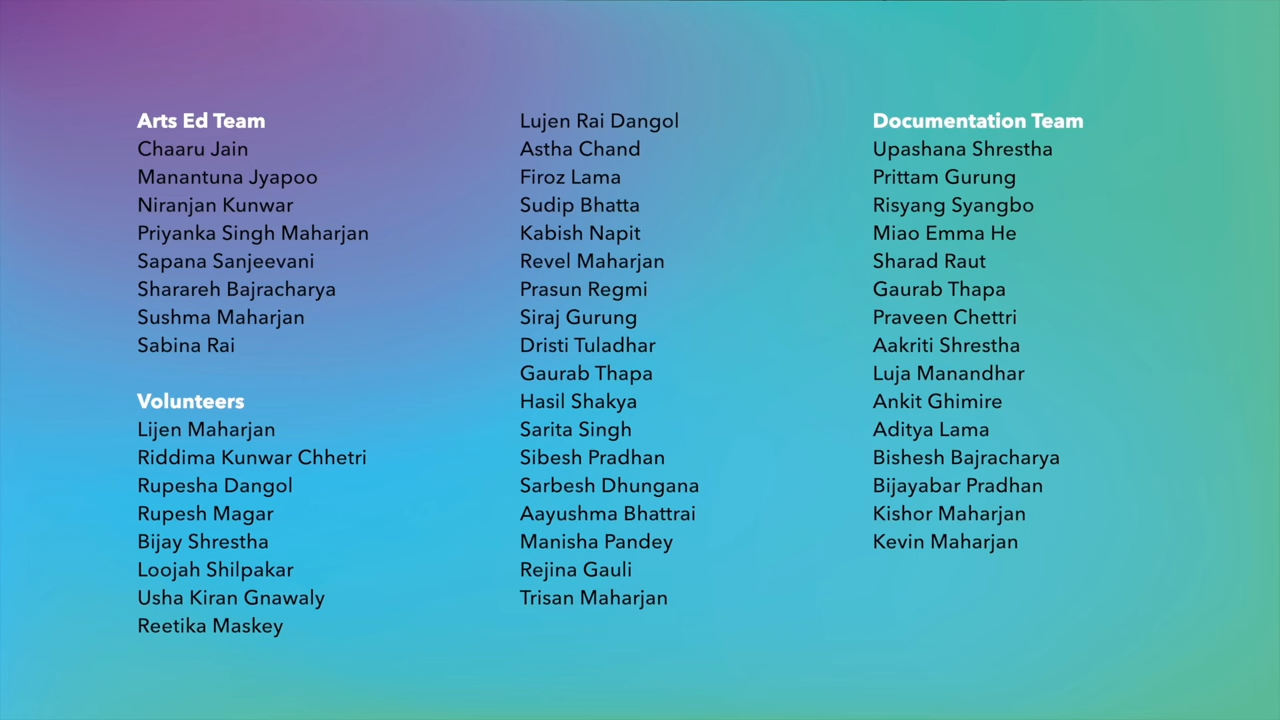 Arts Ed Team
Chaaru Jain
Manantuna Jyapoo
Niranjan Kunwar
Priyanka Singh Maharjan
Sapana Sanjeevani
Sharareh Bajracharya
Sushma Maharjan
Sabina Rai
Volunteers
Lijen Maharjan
Riddima Kunwar Chhetri
Rupesha Dangol
Rupesh Magar
Bijay Shrestha
Loojah Shilpakar
Usha Kiran Gnawaly
Reetika Maskey
Lujen Rai Dangol
Astha Chand
Firoz Lama
Sudip Bhatta
Kabish Napit
Revel Maharjan
Prasun Regmi
Siraj Gurung
Dristi Tuladhar
Gaurab Thapa
Hasil Shakya
Sarita Singh
Sibesh Pradhan
Sarbesh Dhungana
Aayushma Bhattrai
Manisha Pandey
Rejina Gauli
Trisan Maharjan
Documentation Team
Upashana Shrestha
Prittam Gurung
Risyang Syangbo
Miao Emma He
Sharad Raut
Gaurab Thapa
Praveen Chettri
Aakriti Shrestha
Luja Manandhar
Ankit Ghimire
Aditya Lama
Bishesh Bajracharya
Bijayabar Pradhan
Kishor Maharjan
Kevin Maharjan